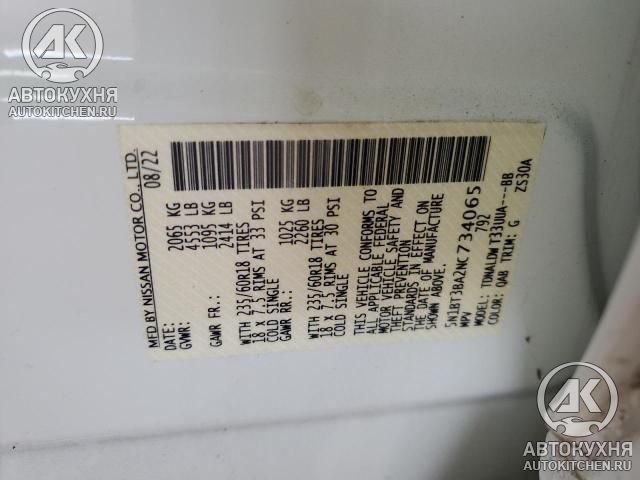 AK
АВТОКУХНЯ
AUTOKITCHEN.RU
MFD BY NISSAN MOTOR CO., LTD.
08/22
GVWR: 2065 KG
4553 LB
GAWR FR.: 1095 KG
2414 LB
WITH 235/60R18 TIRES
18 X 7.5 RIMS AT 33 PSI
COLD SINGLE
GAWR RR.: 1025 KG
2260 LB
WITH 235/60R18 TIRES
18 X 7.5 RIMS AT 30 PSI
COLD SINGLE
THIS VEHICLE CONFORMS TO
ALL APPLICABLE FEDERAL
MOTOR VEHICLE SAFETY AND
THEFT PREVENTION
STANDARDS IN EFFECT ON
THE DATE OF MANUFACTURE
SHOWN ABOVE.
5N1BT3BA2NC734065
MPV 792
MODEL: TDWALDW T33UUA----BB
COLOR: QAB TRIM: G ZS30A
AK
АВТОКУХНЯ
AUTOKITCHEN.RU